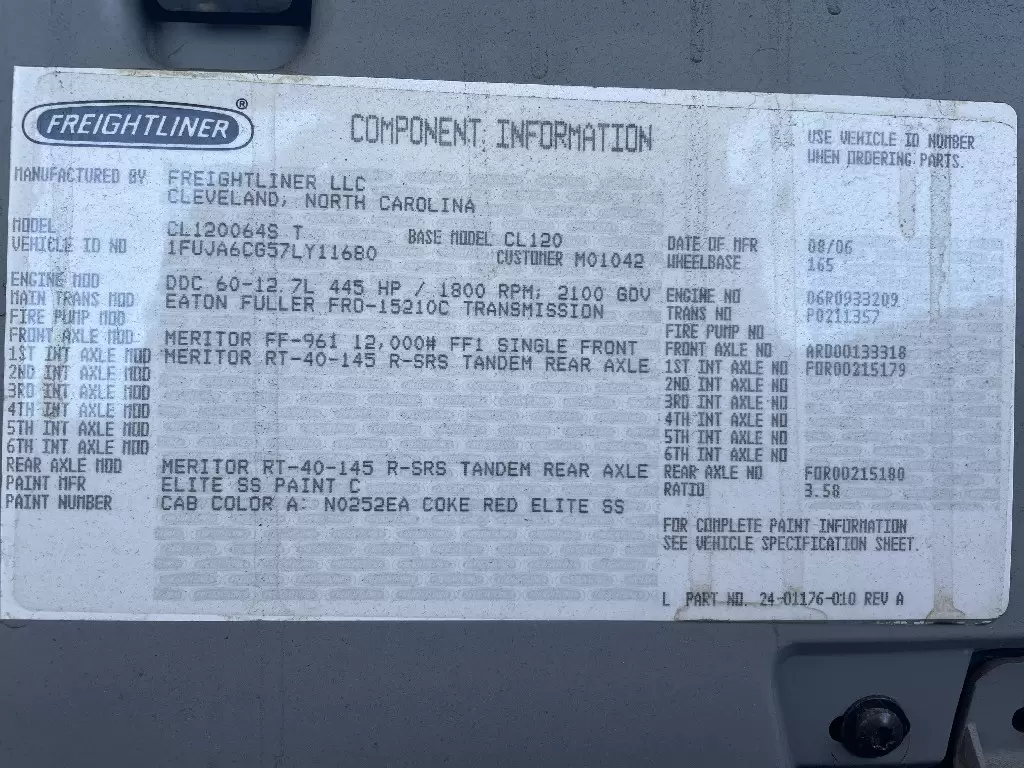 FREIGHTLINER ®
COMPONENT INFORMATION
USE VEHICLE ID NUMBER
WHEN ORDERING PARTS.
MANUFACTURED BY FREIGHTLINER LLC
CLEVELAND, NORTH CAROLINA
MODEL CL120064S T BASE MODEL CL120 DATE OF MFR 08/06
VEHICLE ID NO 1FUJA6CG57LY11680 CUSTOMER M01042 WHEELBASE 165
ENGINE MOD DDC 60-12.7L 445 HP / 1800 RPM; 2100 GOV ENGINE NO 06R0933209
MAIN TRANS MOD EATON FULLER FRO-15210C TRANSMISSION TRANS NO P0211357
FIRE PUMP MOD FIRE PUMP NO
FRONT AXLE MOD MERITOR FF-961 12,000# FF1 SINGLE FRONT FRONT AXLE NO ARD00133318
1ST INT AXLE MOD MERITOR RT-40-145 R-SRS TANDEM REAR AXLE 1ST INT AXLE NO FOR00215179
2ND INT AXLE MOD 2ND INT AXLE NO
3RD INT AXLE MOD 3RD INT AXLE NO
4TH INT AXLE MOD 4TH INT AXLE NO
5TH INT AXLE MOD 5TH INT AXLE NO
6TH INT AXLE MOD 6TH INT AXLE NO
REAR AXLE MOD MERITOR RT-40-145 R-SRS TANDEM REAR AXLE REAR AXLE NO FOR00215180
PAINT MFR ELITE SS PAINT C RATIO 3.58
PAINT NUMBER CAB COLOR A: N0252EA COKE RED ELITE SS
FOR COMPLETE PAINT INFORMATION
SEE VEHICLE SPECIFICATION SHEET.
L PART NO. 24-01176-010 REV A